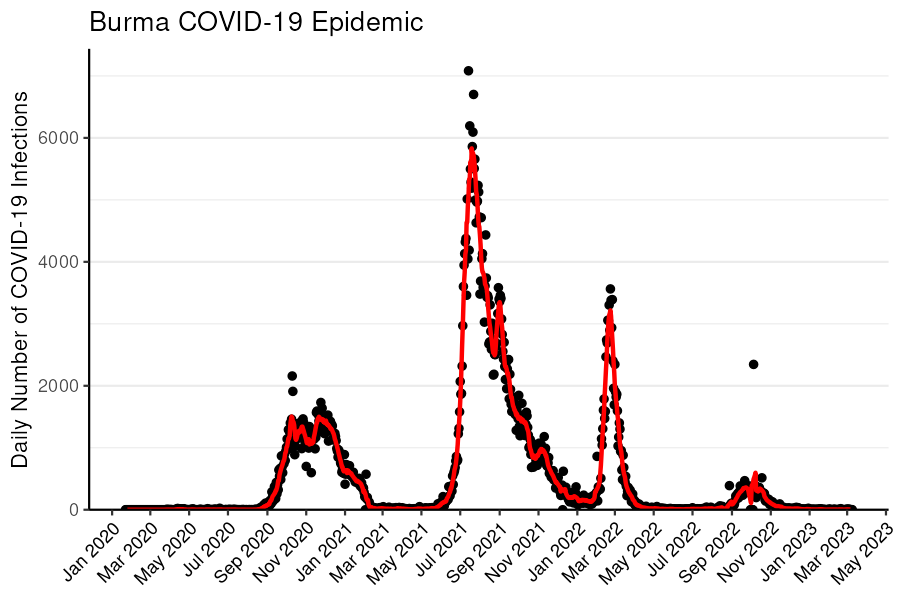 Burma COVID-19 Epidemic
Daily Number of COVID-19 Infections
6000
4000
2000
0
Jan 2020
Mar 2020
May 2020
Jul 2020
Sep 2020
Nov 2020
Jan 2021
Mar 2021
May 2021
Jul 2021
Sep 2021
Nov 2021
Jan 2022
Mar 2022
May 2022
Jul 2022
Sep 2022
Nov 2022
Jan 2023
Mar 2023
May 2023